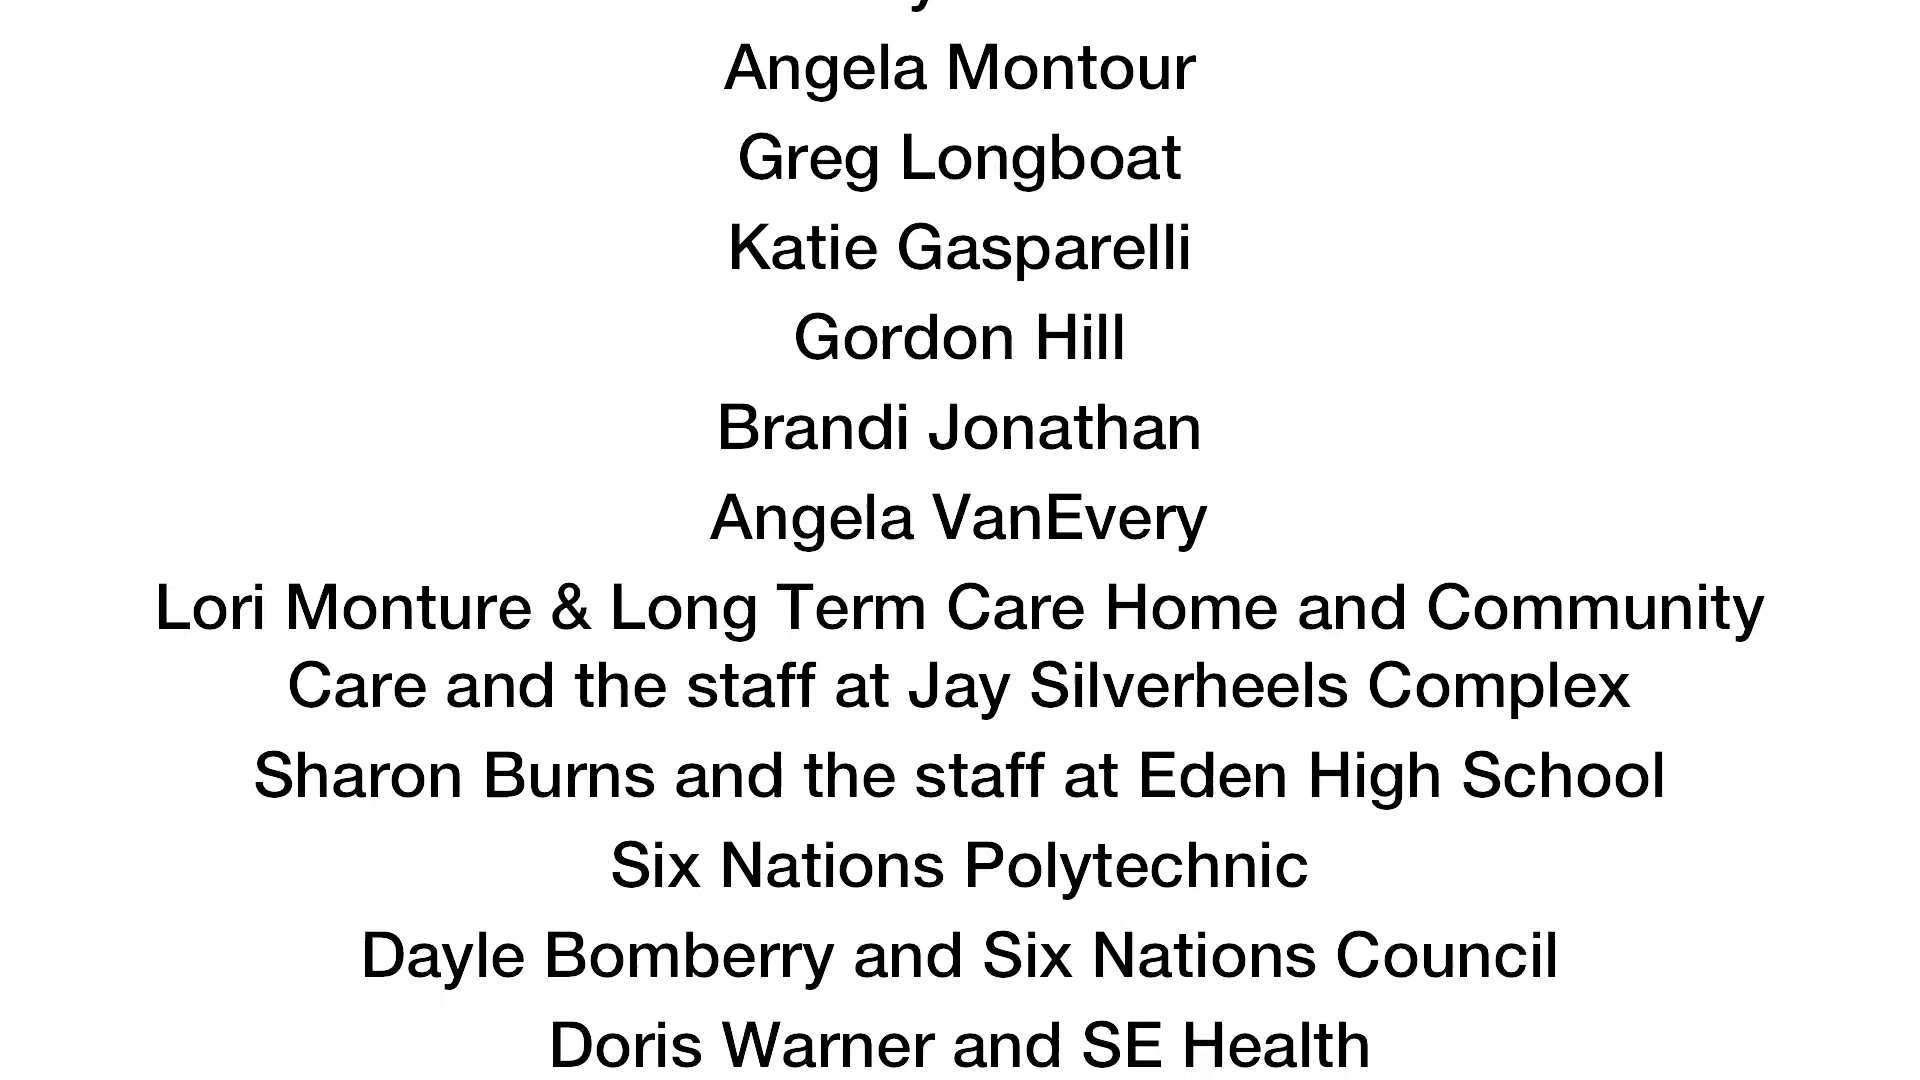 Angela Montour
Greg Longboat
Katie Gasparelli
Gordon Hill
Brandi Jonathan
Angela VanEvery
Lori Monture & Long Term Care Home and Community
Care and the staff at Jay Silverheels Complex
Sharon Burns and the staff at Eden High School
Six Nations Polytechnic
Dayle Bomberry and Six Nations Council
Doris Warner and SE Health